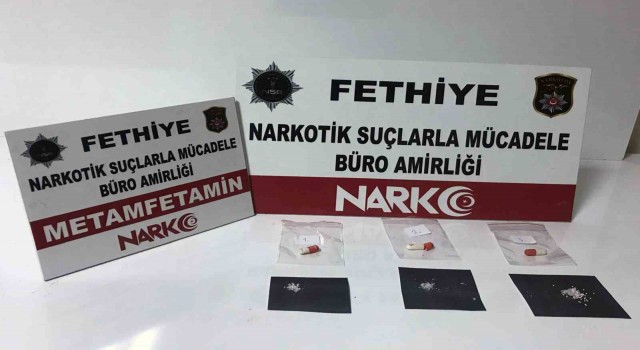 FETHİYE
NARKOTİK SUÇLARLA MÜCADELE
BÜRO AMİRLİĞİ
METAMFETAMİN
NARKO
FETHİYE
NARKOTİK SUÇLARLA MÜCADELE
BÜRO AMİRLİĞİ
NARKO